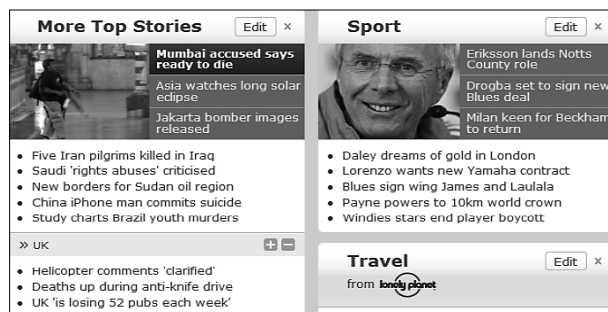 More Top Stories
Edit ×
Mumbai accused says
ready to die
Asia watches long solar
eclipse
Jakarta bomber images
released
• Five Iran pilgrims killed in Iraq
• Saudi 'rights abuses' criticised
• New borders for Sudan oil region
• China iPhone man commits suicide
• Study charts Brazil youth murders
» UK
• Helicopter comments 'clarified'
• Deaths up during anti-knife drive
• UK 'is losing 52 pubs each week'
Sport
Edit ×
Eriksson lands Notts
County role
Drogba set to sign new
Blues deal
Milan keen for Beckham
to return
• Daley dreams of gold in London
• Lorenzo wants new Yamaha contract
• Blues sign wing James and Laulala
• Payne powers to 10km world crown
• Windies stars end player boycott
Travel
Edit ×
from lonely planet